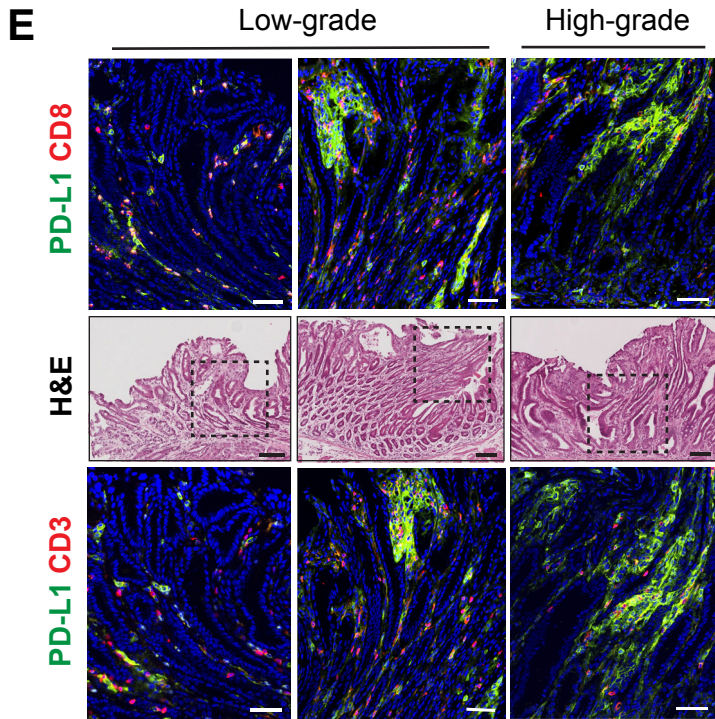 E
Low-grade
High-grade
PD-L1 CD8
H&E
PD-L1 CD3